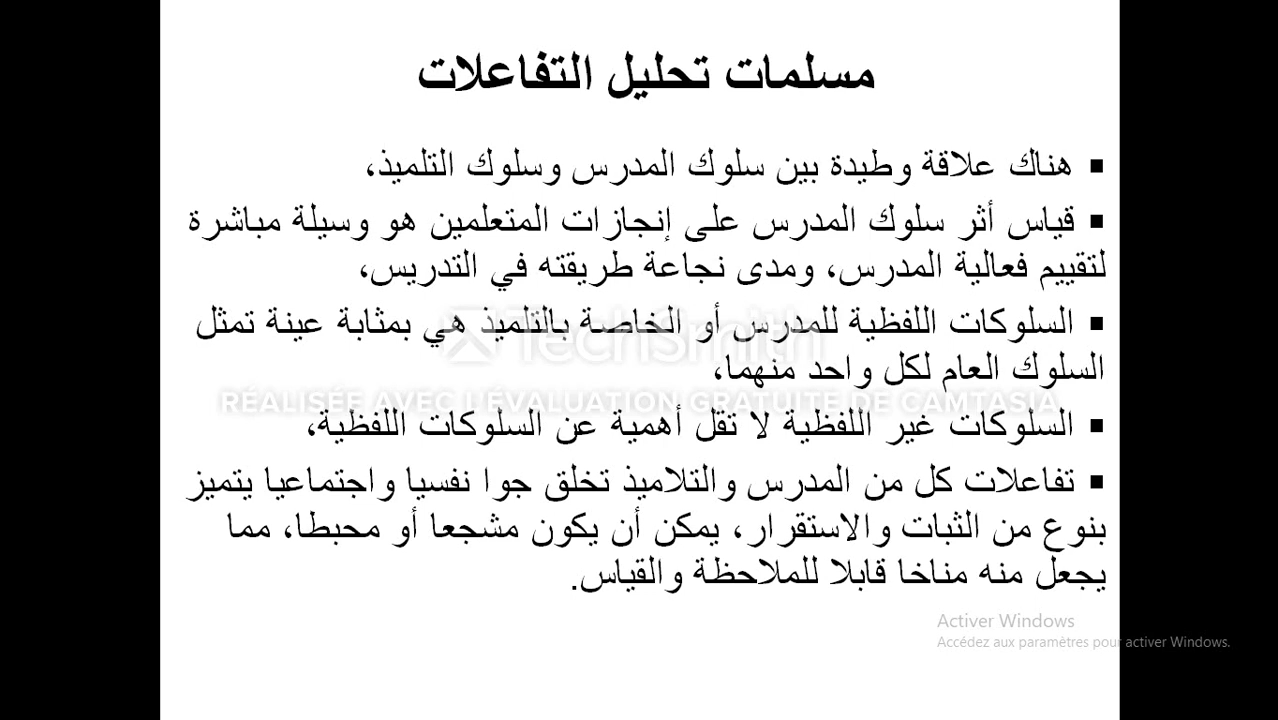 مسلمات تحليل التفاعلات
▪ هناك علاقة وطيدة بين سلوك المدرس وسلوك التلميذ،
▪ قياس أثر سلوك المدرس على إنجازات المتعلمين هو وسيلة مباشرة
لتقييم فعالية المدرس، ومدى نجاعة طريقته في التدريس،
▪ السلوكات اللفظية للمدرس أو الخاصة بالتلميذ هي بمثابة عينة تمثل
السلوك العام لكل واحد منهما،
TechSmith
RÉALISÉE AVEC L'ÉVALUATION GRATUITE DE CAMTASIA
▪ السلوكات غير اللفظية لا تقل أهمية عن السلوكات اللفظية،
▪ تفاعلات كل من المدرس والتلاميذ تخلق جوا نفسيا واجتماعيا يتميز
بنوع من الثبات والاستقرار، يمكن أن يكون مشجعا أو محبطا، مما
يجعل منه مناخا قابلا للملاحظة والقياس.
Activer Windows
Accédez aux paramètres pour activer Windows.